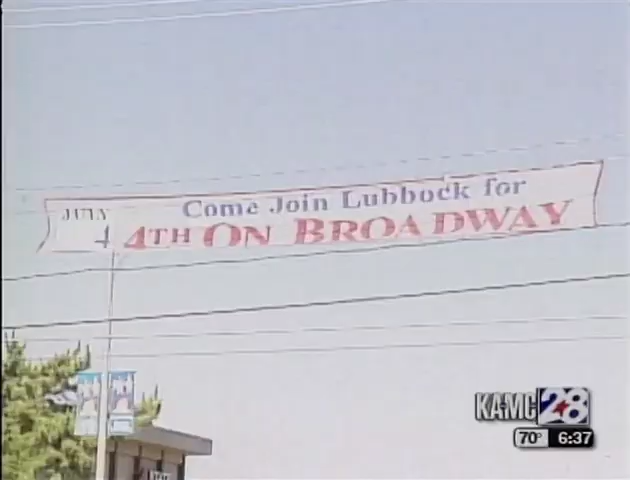 JULY
4
Come Join Lubbock for
4TH ON BROADWAY
KAMC 28
70° 6:37